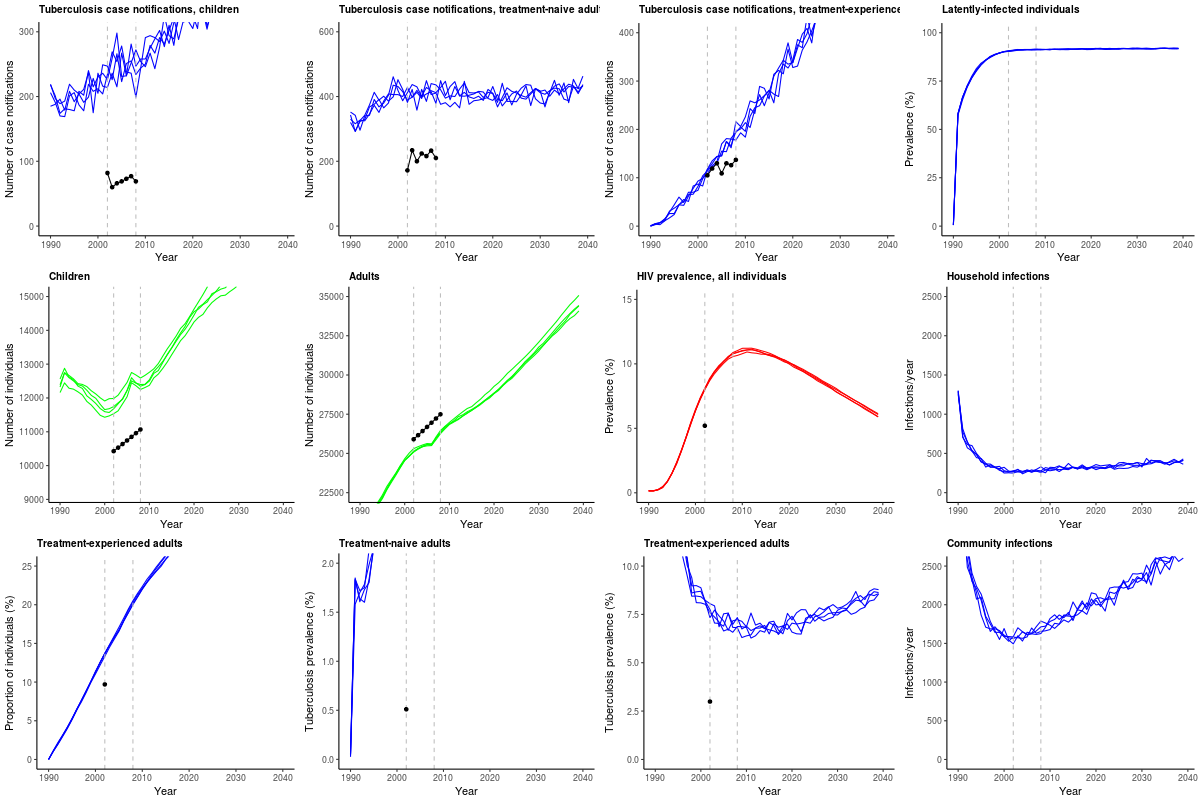 Tuberculosis case notifications, children
Number of case notifications
300
200
100
0
1990 2000 2010 2020 2030 2040
Year
Tuberculosis case notifications, treatment-naive adult
Number of case notifications
600
400
200
0
1990 2000 2010 2020 2030 2040
Year
Tuberculosis case notifications, treatment-experience
Number of case notifications
400
300
200
100
0
1990 2000 2010 2020 2030 2040
Year
Latently-infected individuals
Prevalence (%)
100
75
50
25
0
1990 2000 2010 2020 2030 2040
Year
Children
Number of individuals
15000
14000
13000
12000
11000
10000
9000
1990 2000 2010 2020 2030 2040
Year
Adults
Number of individuals
35000
32500
30000
27500
25000
22500
1990 2000 2010 2020 2030 2040
Year
HIV prevalence, all individuals
Prevalence (%)
15
10
5
0
1990 2000 2010 2020 2030 2040
Year
Household infections
Infections/year
2500
2000
1500
1000
500
0
1990 2000 2010 2020 2030 2040
Year
Treatment-experienced adults
Proportion of individuals (%)
25
20
15
10
5
0
1990 2000 2010 2020 2030 2040
Year
Treatment-naive adults
Tuberculosis prevalence (%)
2.0
1.5
1.0
0.5
0.0
1990 2000 2010 2020 2030 2040
Year
Treatment-experienced adults
Tuberculosis prevalence (%)
10.0
7.5
5.0
2.5
0.0
1990 2000 2010 2020 2030 2040
Year
Community infections
Infections/year
2500
2000
1500
1000
500
0
1990 2000 2010 2020 2030 2040
Year